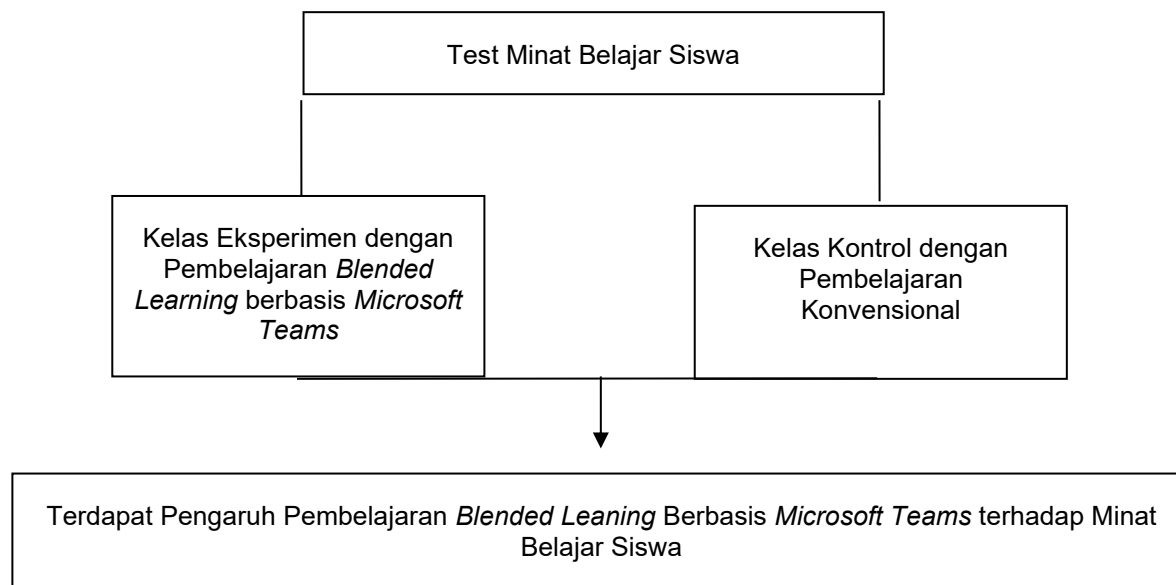 Test Minat Belajar Siswa
Kelas Eksperimen dengan
Pembelajaran Blended
Learning berbasis Microsoft
Teams
Kelas Kontrol dengan
Pembelajaran
Konvensional
Terdapat Pengaruh Pembelajaran Blended Leaning Berbasis Microsoft Teams terhadap Minat
Belajar Siswa